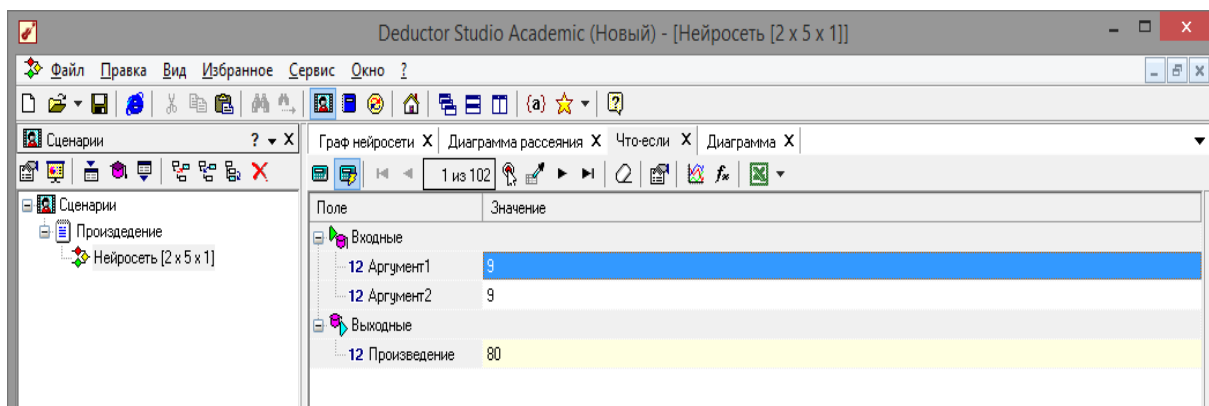 Deductor Studio Academic (Новый) - [Нейросеть [2 x 5 x 1]]
Файл Правка Вид Избранное Сервис Окно ?
Сценарии
Граф нейросети X Диаграмма рассеяния X Что-если X Диаграмма X
1 из 102
Сценарии
Произдедение
Нейросеть [2 x 5 x 1]
Поле Значение
Входные
12 Аргумент1 9
12 Аргумент2 9
Выходные
12 Произведение 80